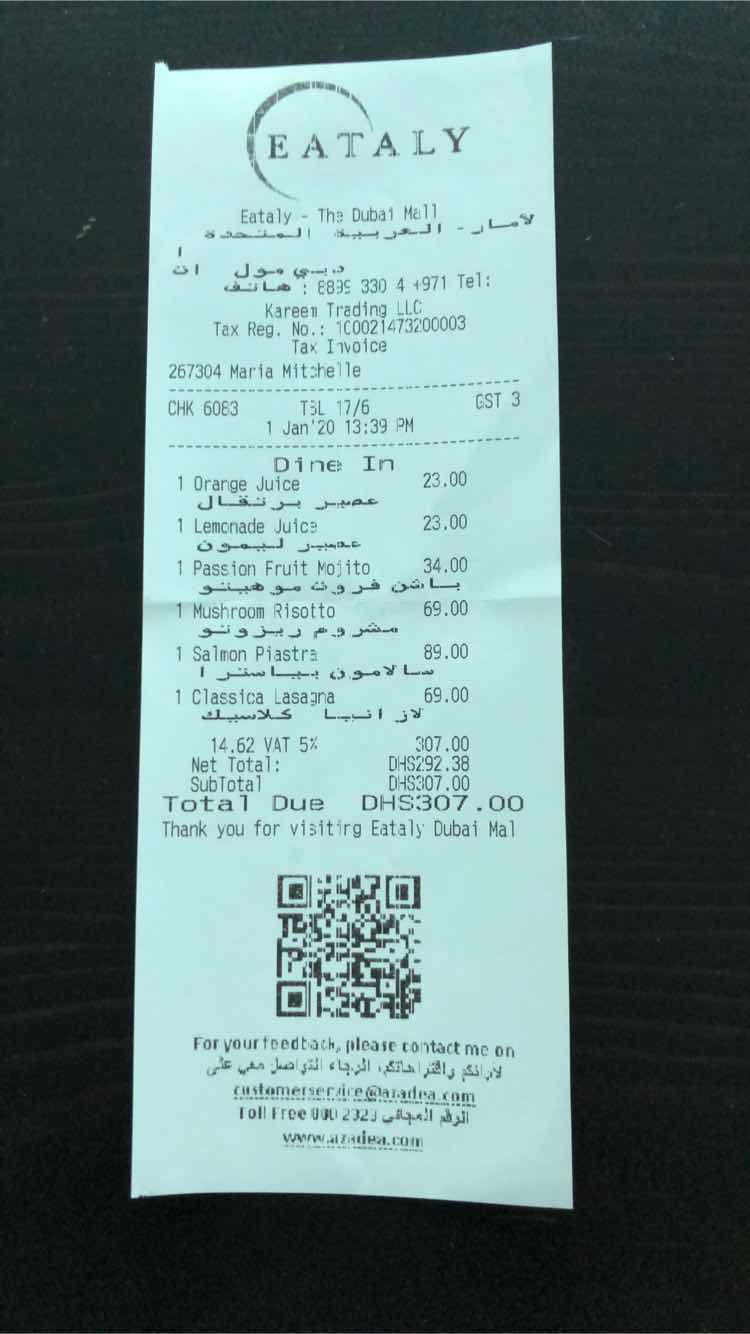 EATALY
Eataly - The Dubai Mall
لامار- العربية المتحدة
ا
دبي مول ان
هاتف : 8899 330 4 +971 Tel:
Kareem Trading LLC
Tax Reg. No.: 100021473200003
Tax Invoice
267304 Maria Mitchelle
CHK 6083 TBL 17/6 GST 3
1 Jan'20 13:39 PM
Dine In
1 Orange Juice 23.00
عصير برتقال
1 Lemonade Juice 23.00
عصير ليمون
1 Passion Fruit Mojito 34.00
باشن فروت موهيتو
1 Mushroom Risotto 69.00
مشروم ريزوتو
1 Salmon Piastra 89.00
سالامون بياسترا
1 Classica Lasagna 69.00
لازانيا كلاسيك
14.62 VAT 5% 307.00
Net Total: DHS292.38
SubTotal DHS307.00
Total Due DHS307.00
Thank you for visiting Eataly Dubai Mal
For your feedback, please contact me on
لآرائكم واقتراحاتكم، الرجاء التواصل معي على
customerservice@azadea.com
Toll Free 800 2323 الرقم المجاني
www.azadea.com